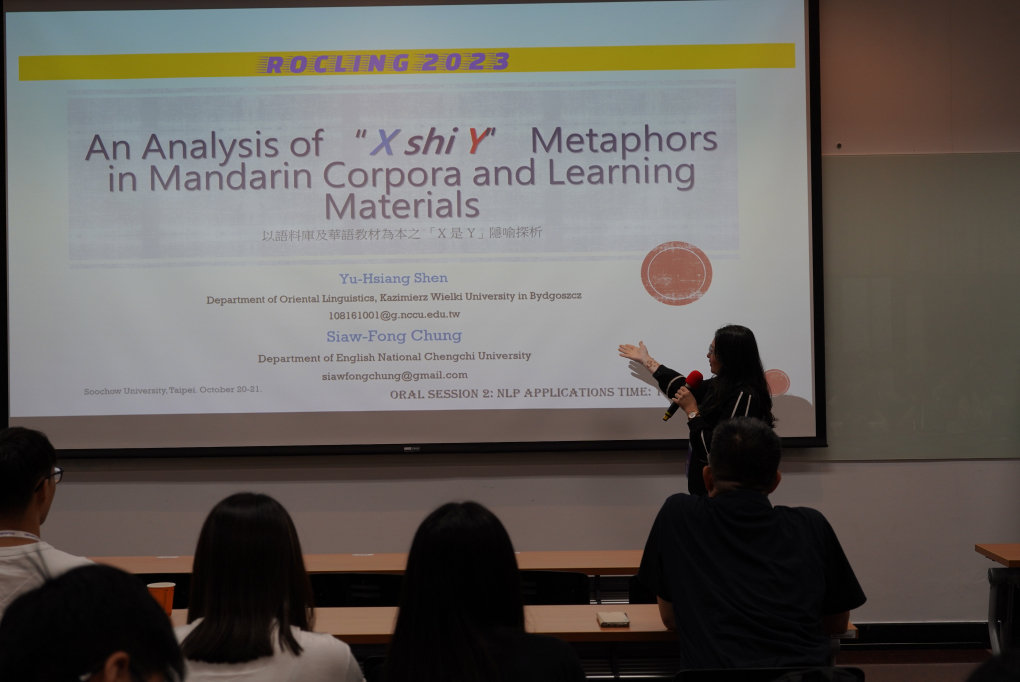 ROCLING 2023
An Analysis of "X shi Y" Metaphors
in Mandarin Corpora and Learning
Materials
以語料庫及華語教材為本之「X 是 Y」隱喻探析
Yu-Hsiang Shen
Department of Oriental Linguistics, Kazimierz Wielki University in Bydgoszcz
108161001@g.nccu.edu.tw
Siaw-Fong Chung
Department of English National Chengchi University
siawfongchung@gmail.com
Soochow University, Taipei, October 20-21.
ORAL SESSION 2: NLP APPLICATIONS TIME: